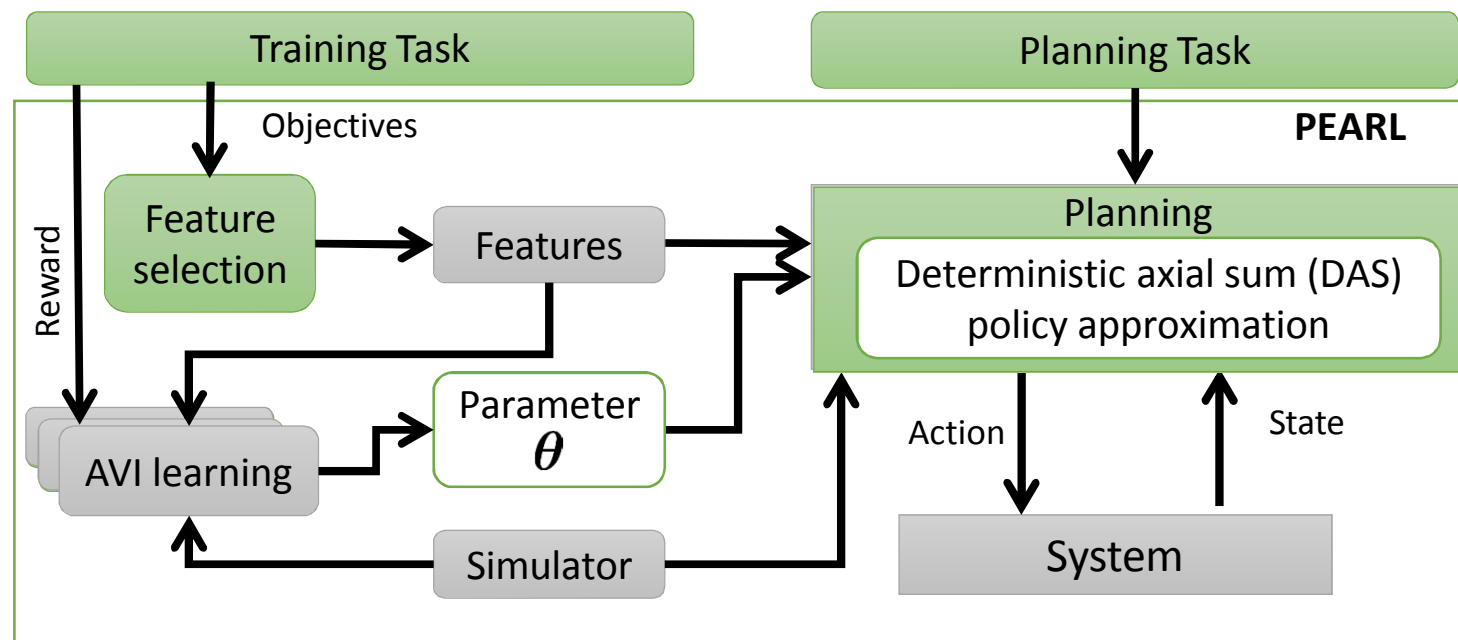 Training Task
Planning Task
Objectives
PEARL
Reward
Feature
selection
Features
Planning
Deterministic axial sum (DAS)
policy approximation
Parameter
θ
AVI learning
Action
State
Simulator
System